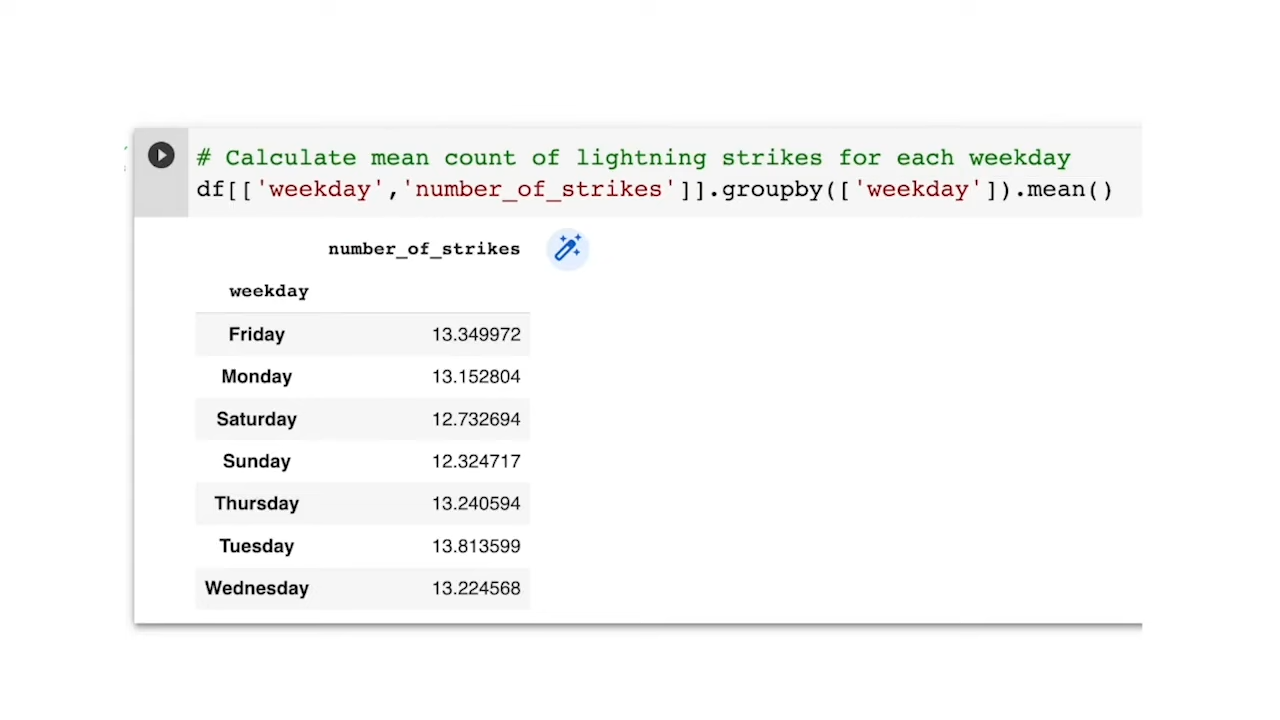 # Calculate mean count of lightning strikes for each weekday
df[['weekday','number_of_strikes']].groupby(['weekday']).mean()
number_of_strikes
weekday
Friday 13.349972
Monday 13.152804
Saturday 12.732694
Sunday 12.324717
Thursday 13.240594
Tuesday 13.813599
Wednesday 13.224568